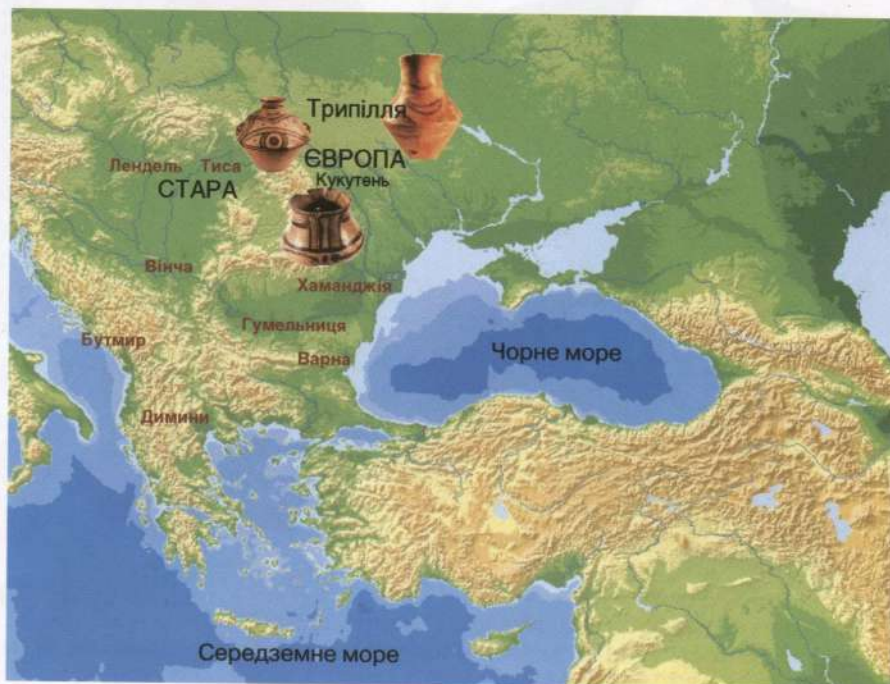 Трипілля
ЄВРОПА
Кукутень
Лендель Тиса
СТАРА
Вінча
Хаманджія
Гумельниця
Бутмир
Варна
Чорне море
Димини
Середземне море